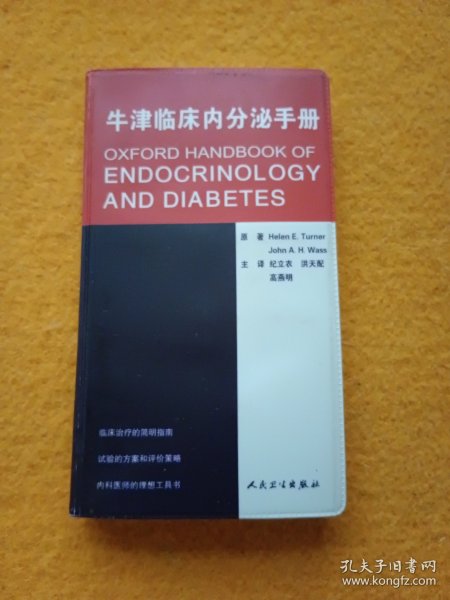 牛津临床内分泌手册
OXFORD HANDBOOK OF
ENDOCRINOLOGY
AND DIABETES
原 著 Helen E. Turner
John A. H. Wass
主 译 纪立农 洪天配
高燕明
临床治疗的简明指南
试验的方案和评价策略
内科医师的理想工具书
人民卫生出版社
孔夫子旧书网
www.kongfz.com